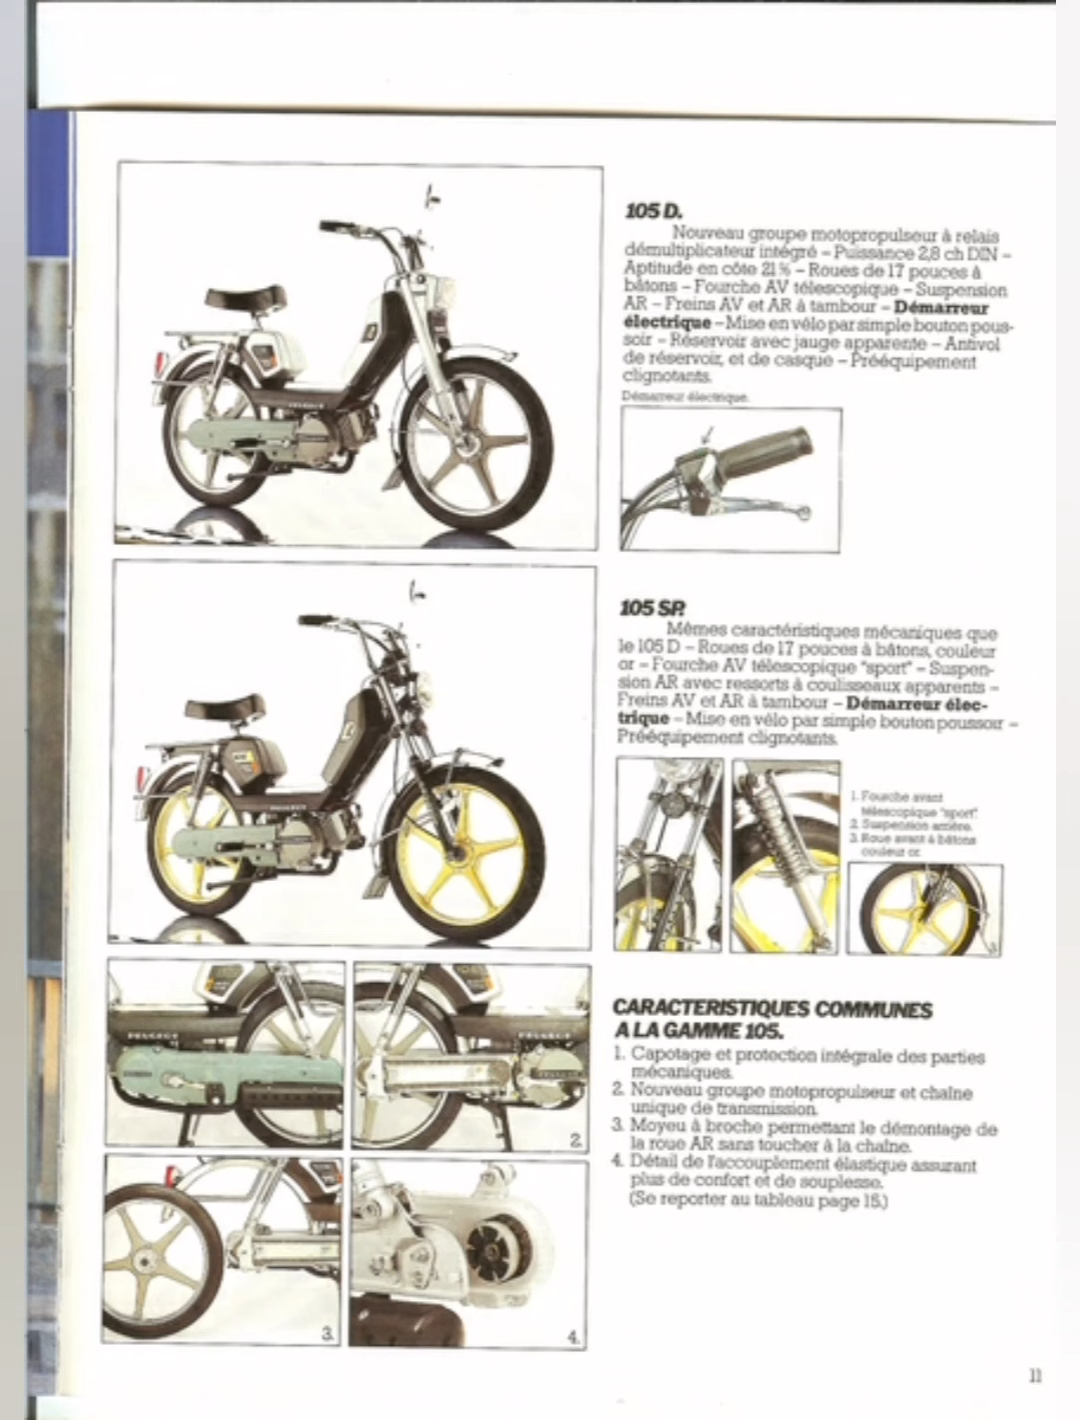 105 D.
Nouveau groupe motopropulseur à relais
démultiplicateur intégré – Puissance 2,8 ch DIN –
Aptitude en côte 21 % – Roues de 17 pouces à
bâtons – Fourche AV télescopique – Suspension
AR – Freins AV et AR à tambour – Démarreur
électrique – Mise en vélo par simple bouton pous-
soir – Réservoir avec jauge apparente – Antivol
de réservoir, et de casque – Prééquipement
clignotants.
Démarreur électrique.
PEUGEOT
105 SP.
Mêmes caractéristiques mécaniques que
le 105 D – Roues de 17 pouces à bâtons, couleur
or – Fourche AV télescopique "sport" – Suspen-
sion AR avec ressorts à coulisseaux apparents –
Freins AV et AR à tambour – Démarreur élec-
trique – Mise en vélo par simple bouton poussoir –
Prééquipement clignotants.
PEUGEOT
1. Fourche avant
télescopique "sport".
2. Suspension arrière.
3. Roue avant à bâtons
couleur or.
3
PEUGEOT
PEUGEOT
2.
3.
4.
CARACTERISTIQUES COMMUNES
A LA GAMME 105.
1. Capotage et protection intégrale des parties
mécaniques.
2. Nouveau groupe motopropulseur et chaîne
unique de transmission.
3. Moyeu à broche permettant le démontage de
la roue AR sans toucher à la chaîne.
4. Détail de l'accouplement élastique assurant
plus de confort et de souplesse.
(Se reporter au tableau page 15.)
11